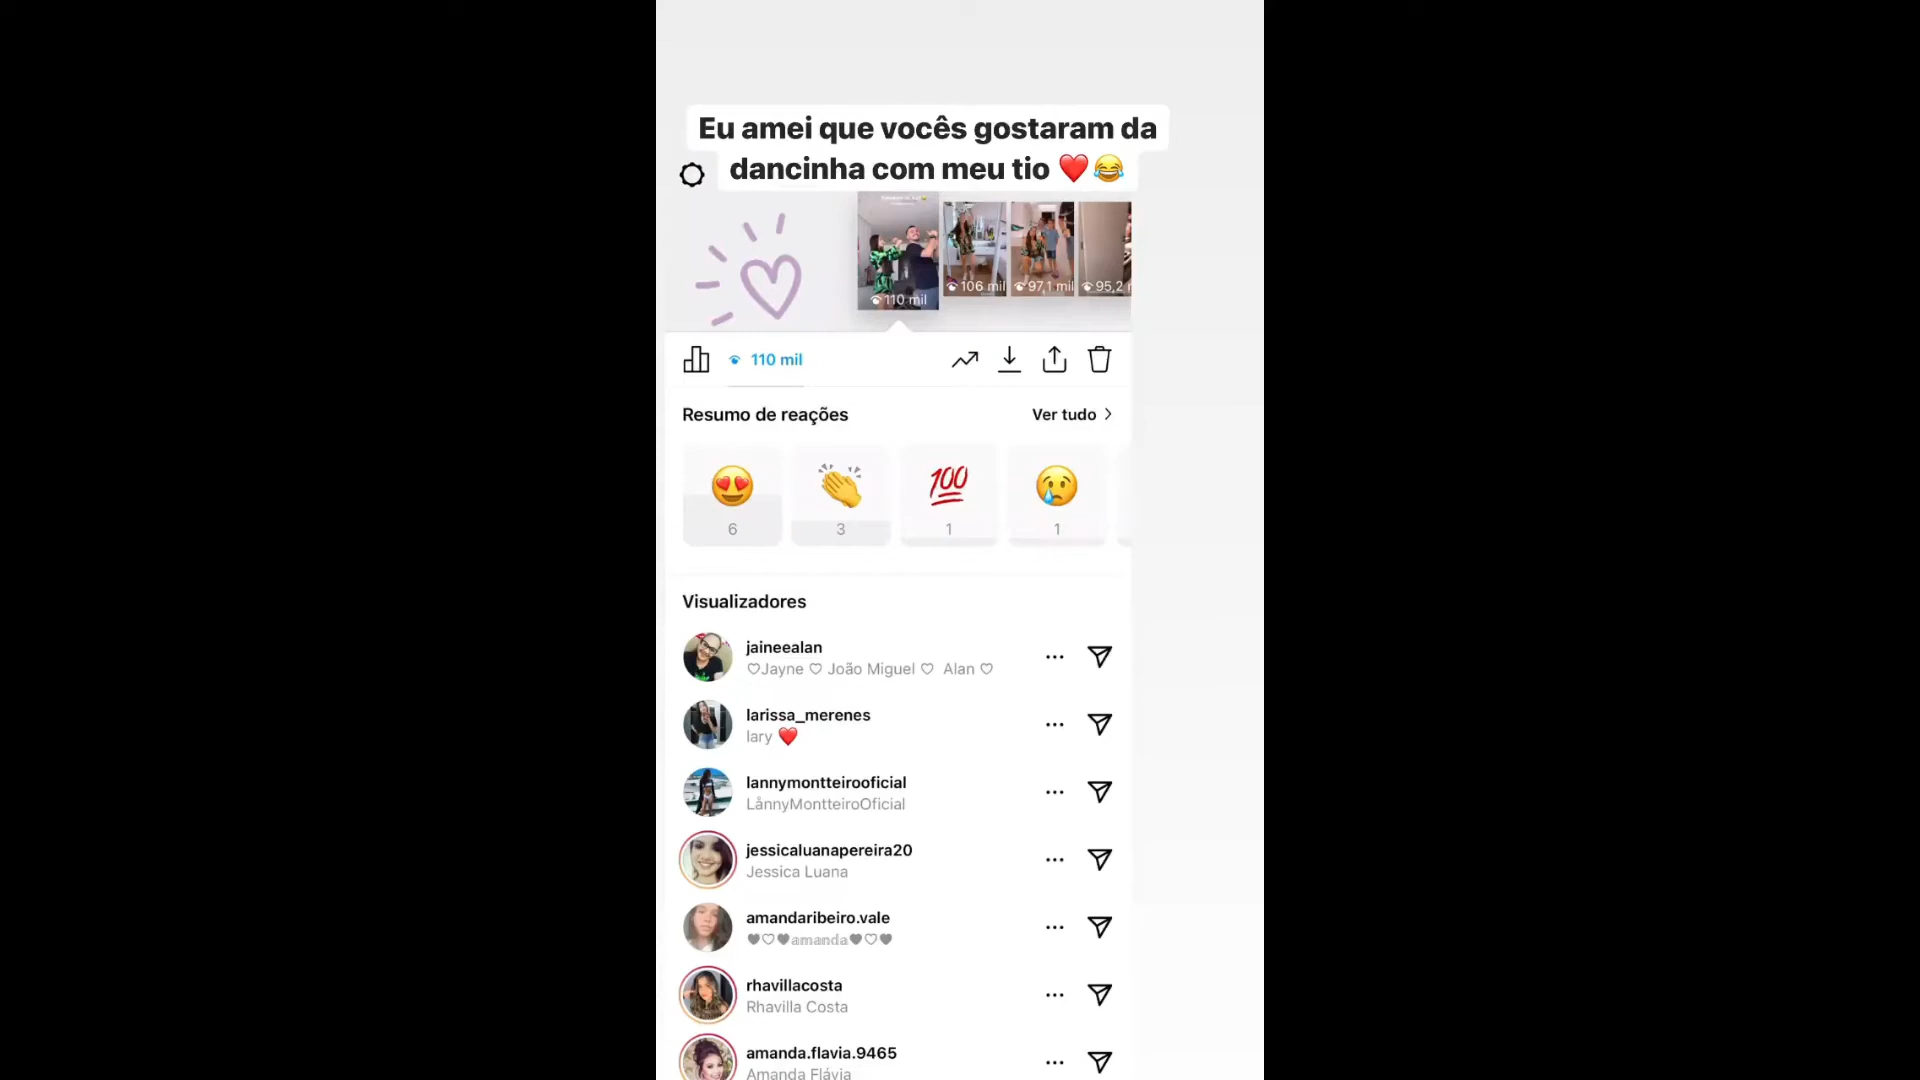 Eu amei que vocês gostaram da
dancinha com meu tio ❤️😂
110 mil
106 mil
97,1 mil
95,2
110 mil
Resumo de reações
Ver tudo
6
3
1
1
Visualizadores
jaineealan
♡Jayne ♡ João Miguel ♡ Alan ♡
larissa_merenes
lary ❤️
lannymontteirooficial
LånnyMontteiroOficial
jessicaluanapereira20
Jessica Luana
amandaribeiro.vale
♥♡♥amanda♥♡♥
rhavillacosta
Rhavilla Costa
amanda.flavia.9465
Amanda Flávia